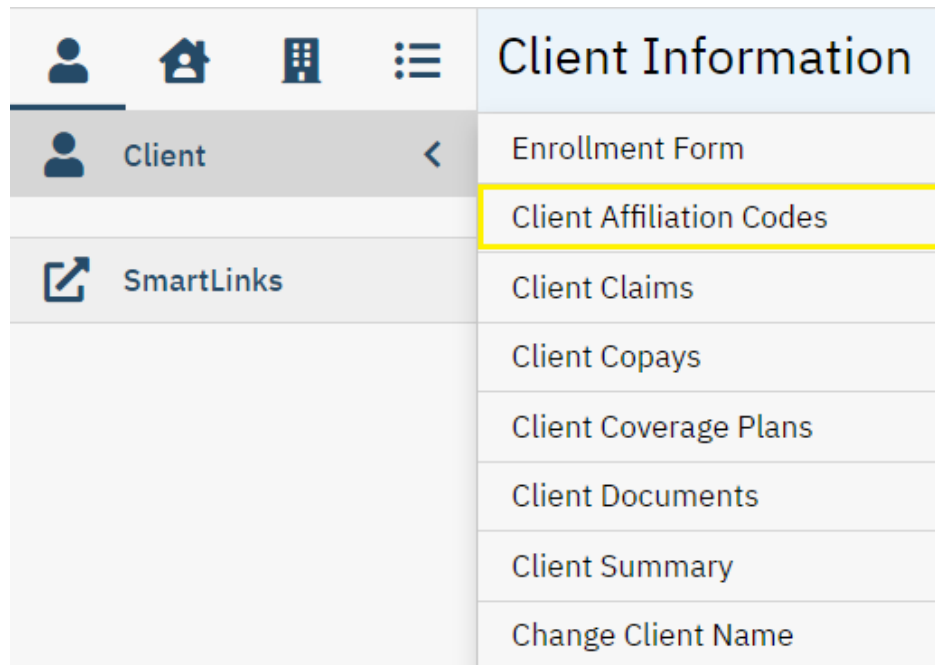 Client
SmartLinks
Client Information
Enrollment Form
Client Affiliation Codes
Client Claims
Client Copays
Client Coverage Plans
Client Documents
Client Summary
Change Client Name